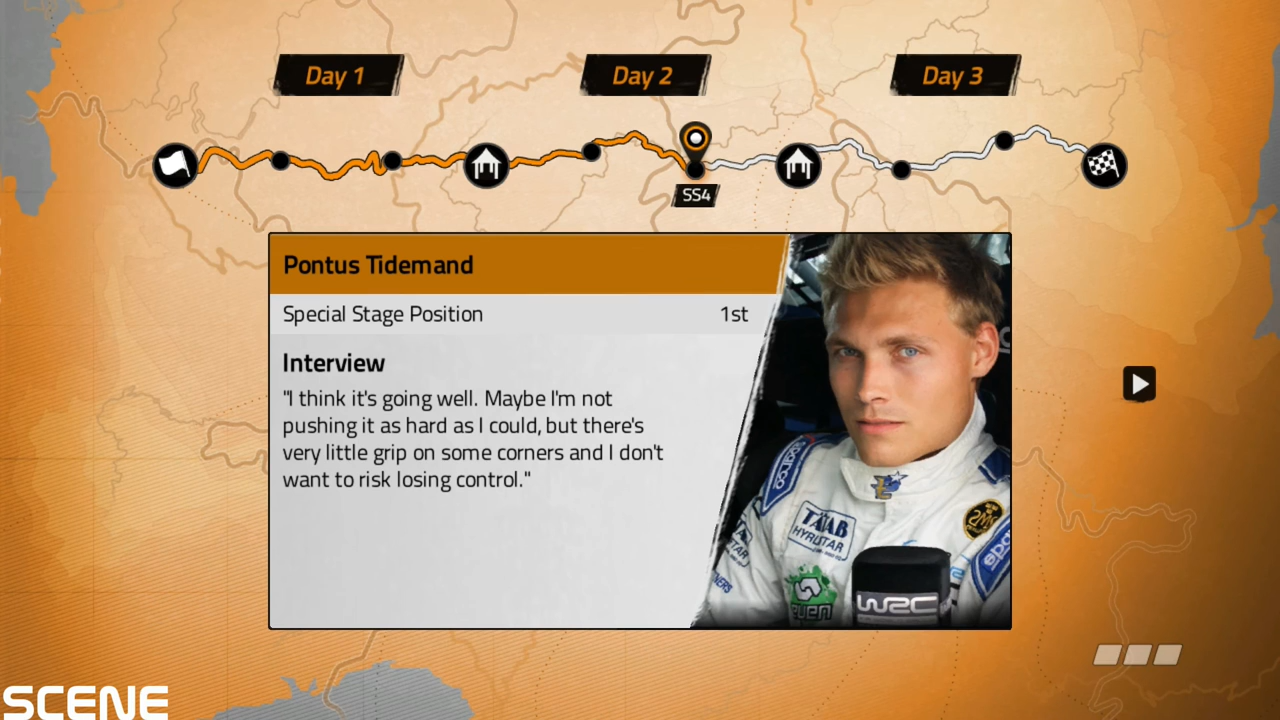 Day 1
Day 2
Day 3
SS4
Pontus Tidemand
Special Stage Position 1st
Interview
"I think it's going well. Maybe I'm not
pushing it as hard as I could, but there's
very little grip on some corners and I don't
want to risk losing control."
sparco
TÄTAB
WRC
SCENE